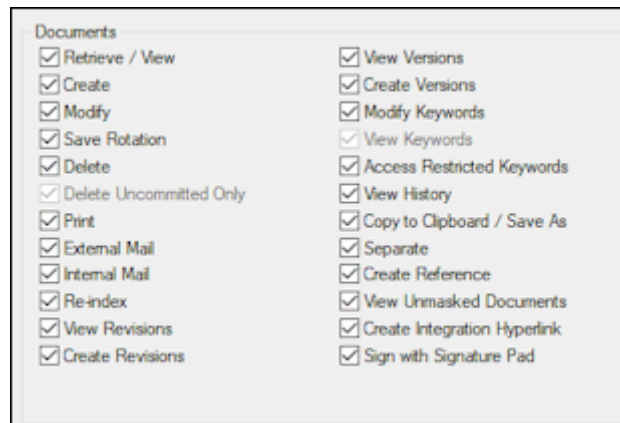 Documents
Retrieve / View
Create
Modify
Save Rotation
Delete
Delete Uncommitted Only
Print
External Mail
Internal Mail
Re-index
View Revisions
Create Revisions
View Versions
Create Versions
Modify Keywords
View Keywords
Access Restricted Keywords
View History
Copy to Clipboard / Save As
Separate
Create Reference
View Unmasked Documents
Create Integration Hyperlink
Sign with Signature Pad